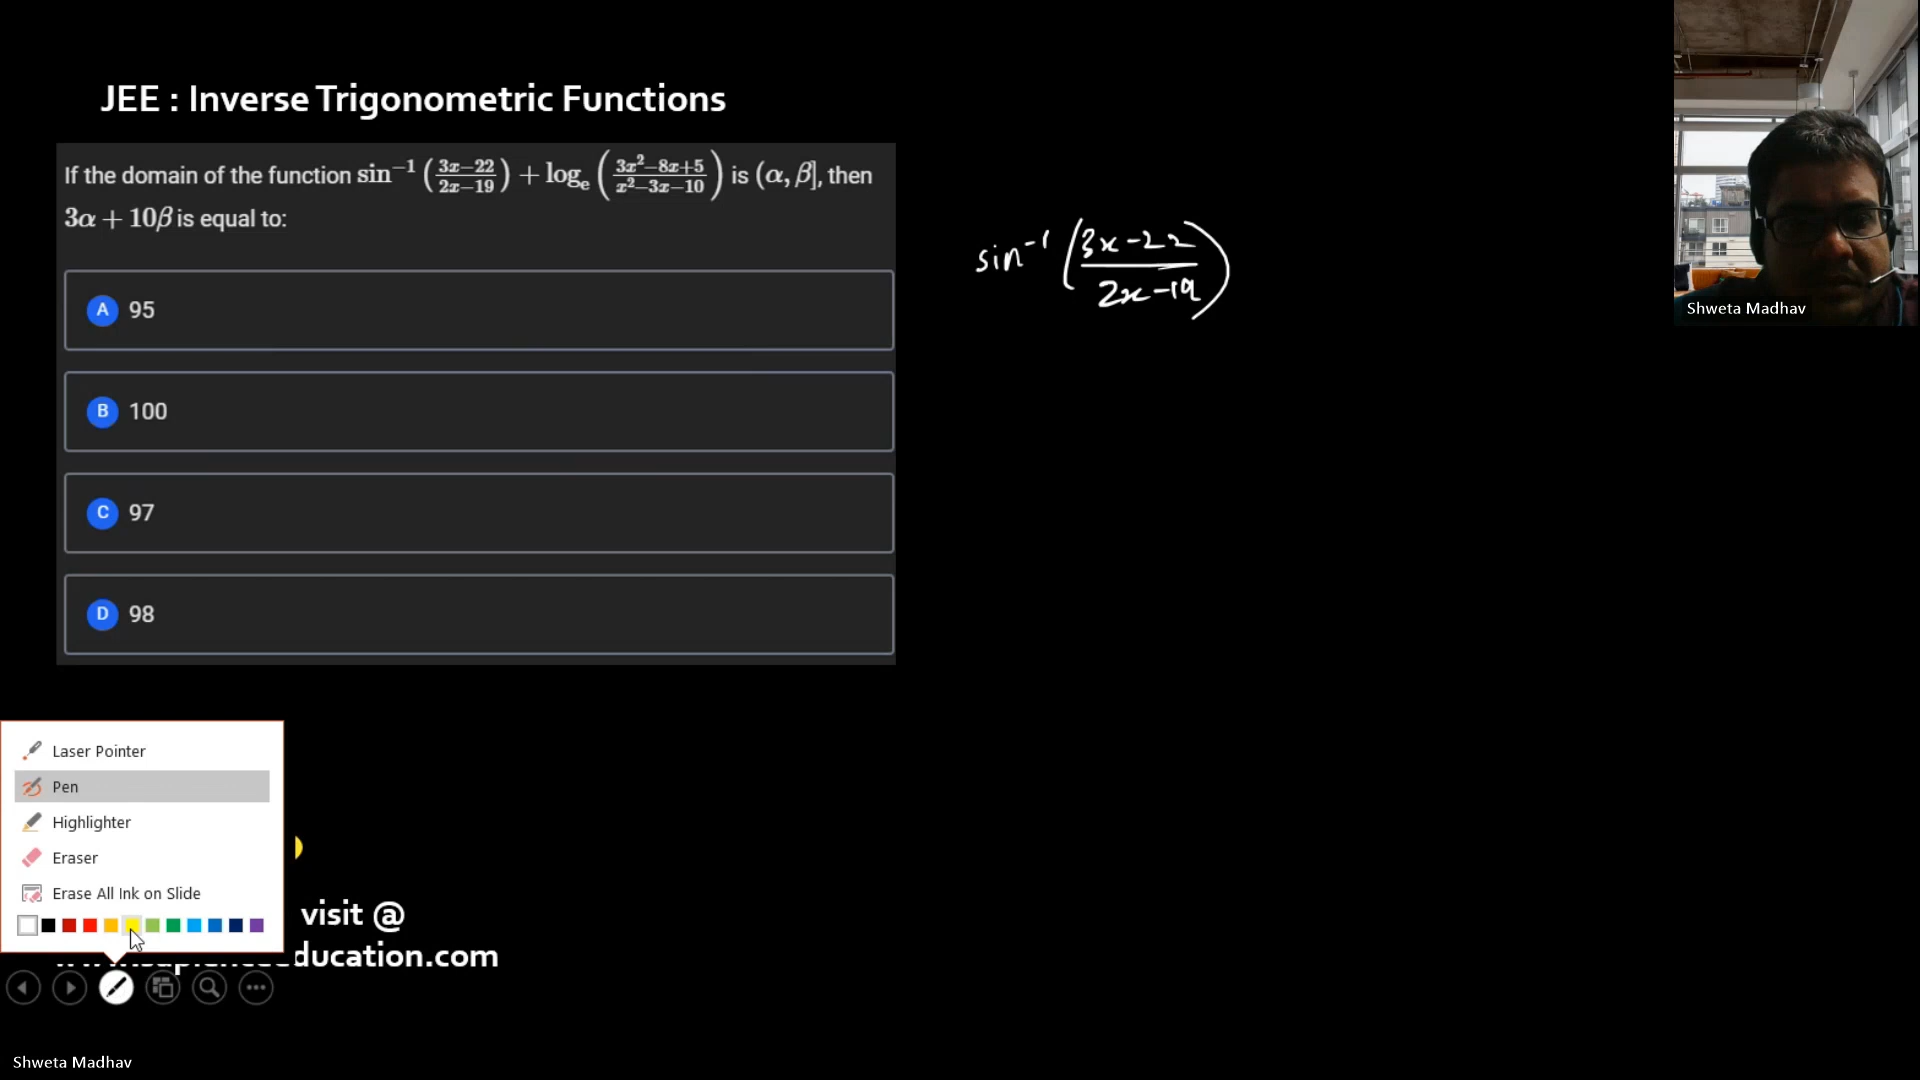 JEE : Inverse Trigonometric Functions
If the domain of the function sin⁻¹((3x−22)/(2x−19)) + logₑ((3x²−8x+5)/(x²−3x−10)) is (α, β], then
3α + 10β is equal to:
A 95
B 100
C 97
D 98
sin⁻¹((3x−22)/(2x−19))
Shweta Madhav
Laser Pointer
Pen
Highlighter
Eraser
Erase All Ink on Slide
visit @
ducation.com
Shweta Madhav